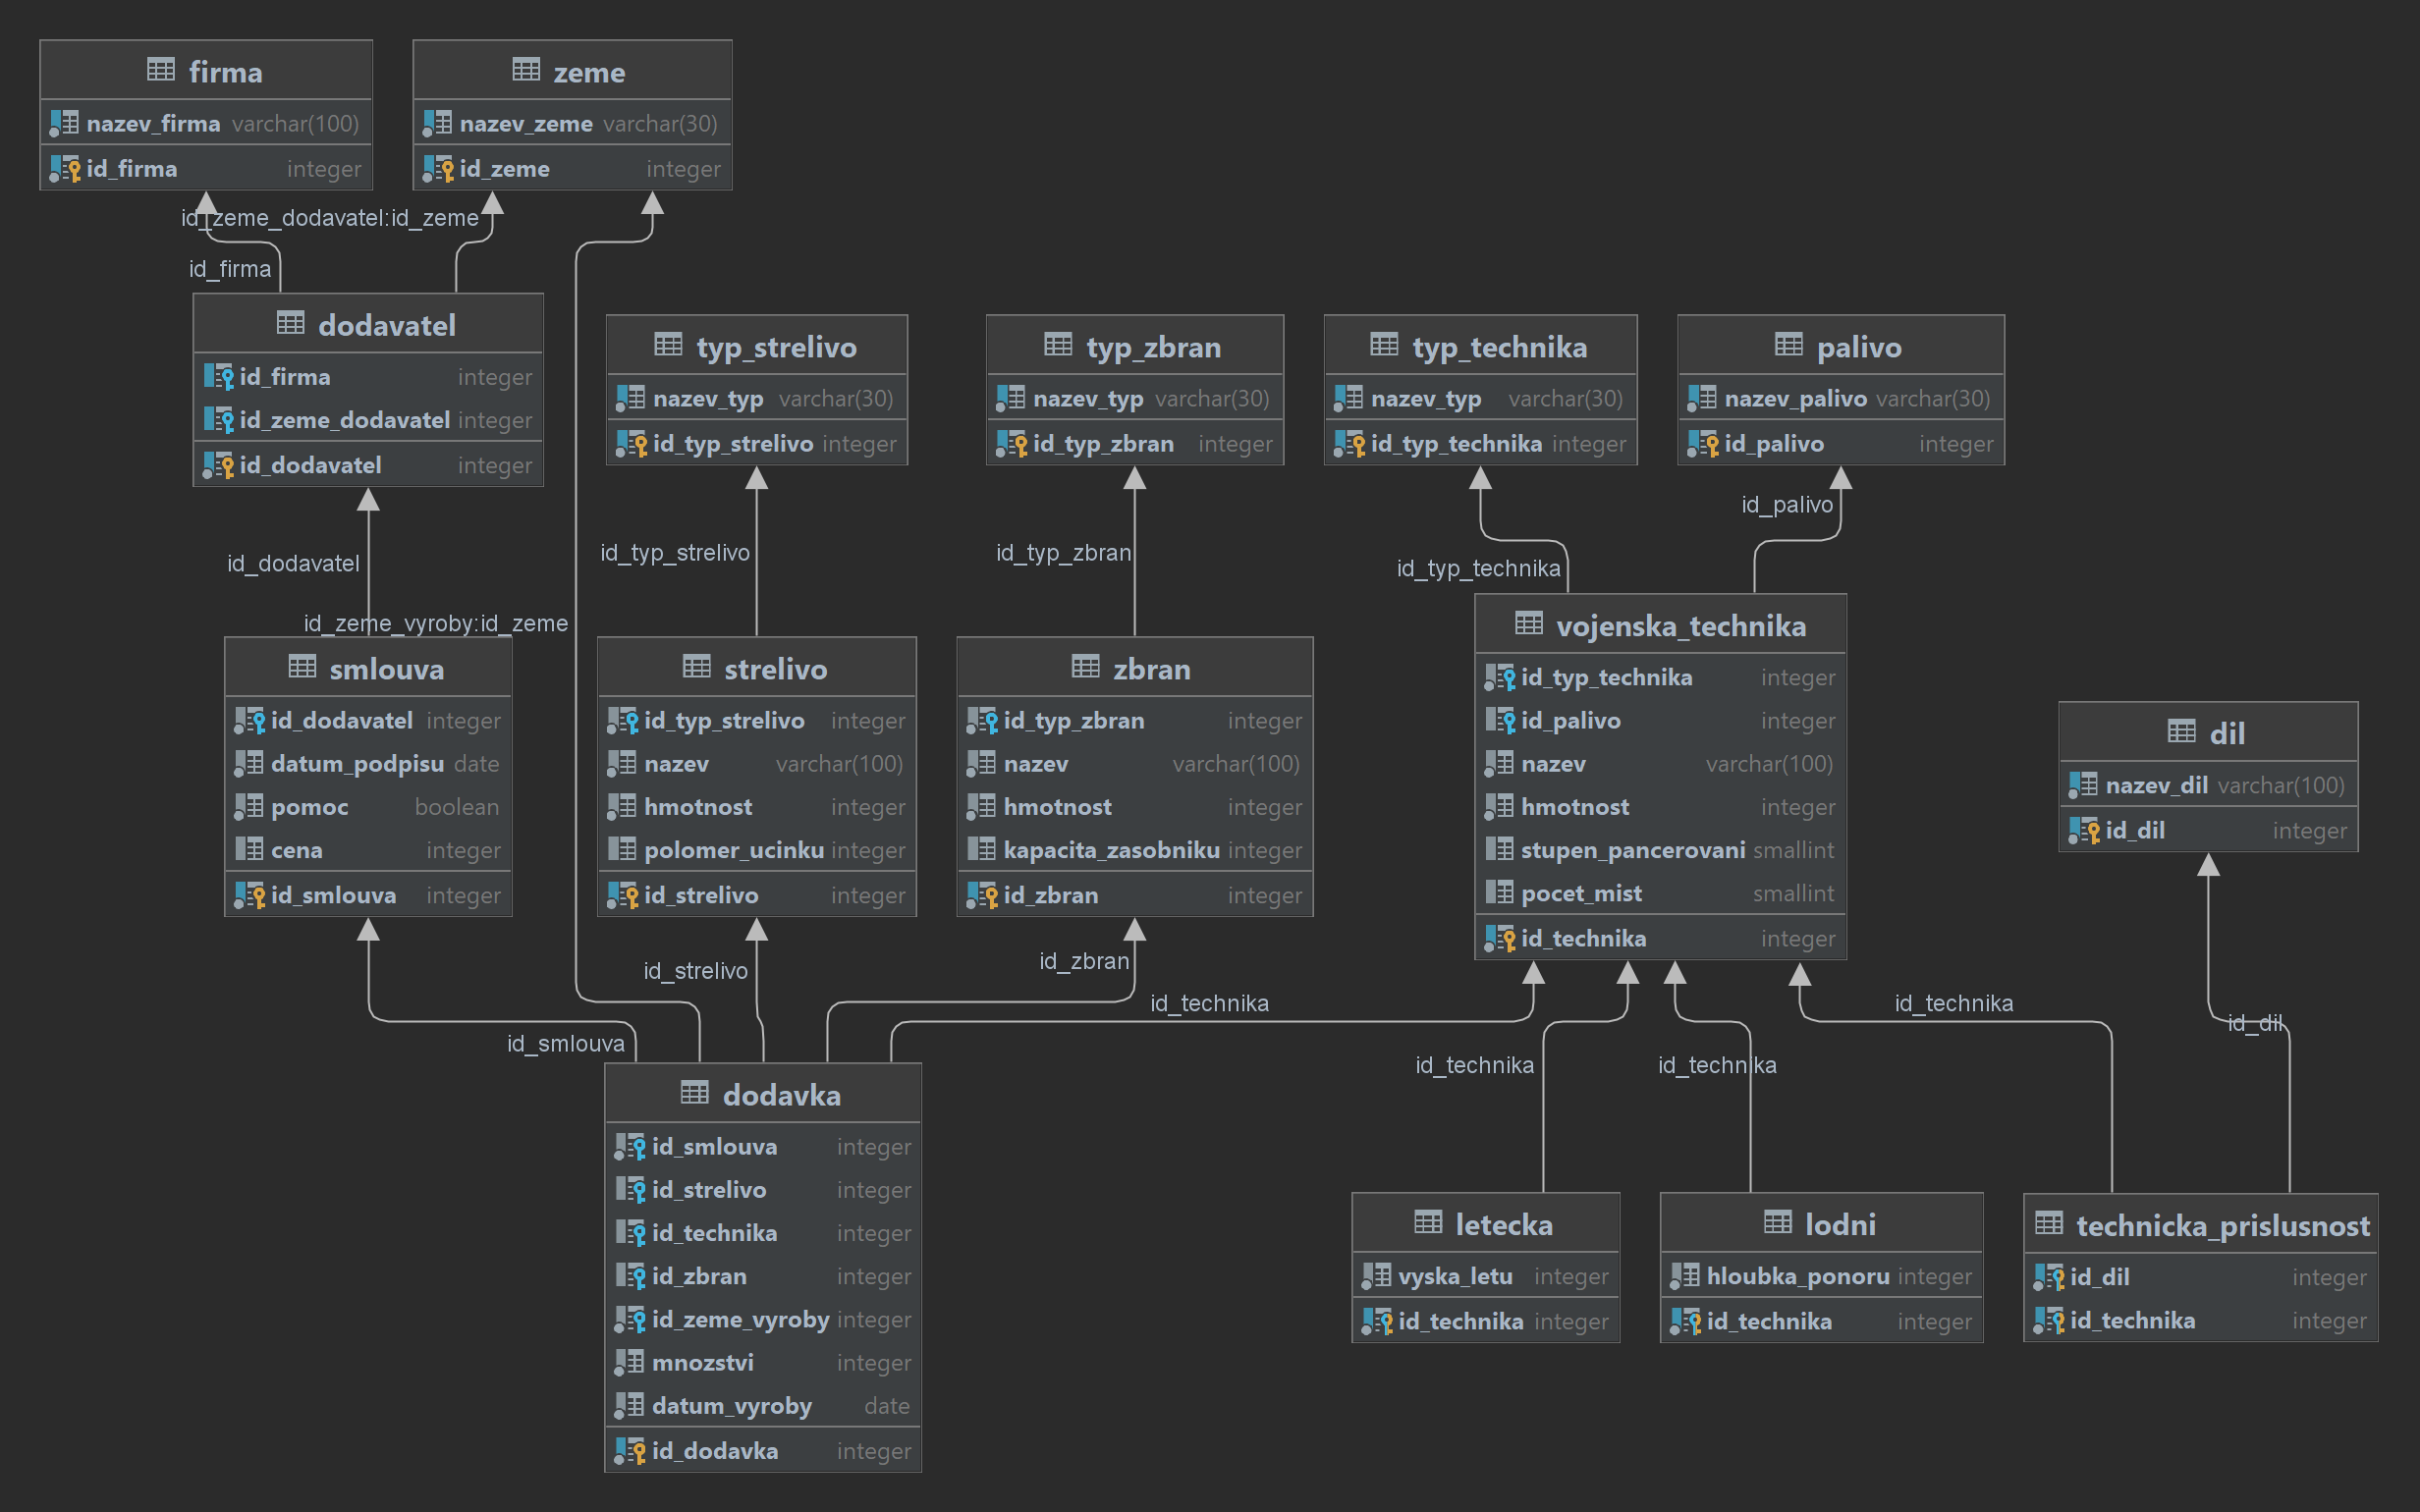 firma
nazev_firma varchar(100)
id_firma integer
zeme
nazev_zeme varchar(30)
id_zeme integer
id_zeme_dodavatel:id_zeme
id_firma
dodavatel
id_firma integer
id_zeme_dodavatel integer
id_dodavatel integer
typ_strelivo
nazev_typ varchar(30)
id_typ_strelivo integer
typ_zbran
nazev_typ varchar(30)
id_typ_zbran integer
typ_technika
nazev_typ varchar(30)
id_typ_technika integer
palivo
nazev_palivo varchar(30)
id_palivo integer
id_dodavatel
id_typ_strelivo
id_typ_zbran
id_typ_technika
id_palivo
id_zeme_vyroby:id_zeme
smlouva
id_dodavatel integer
datum_podpisu date
pomoc boolean
cena integer
id_smlouva integer
strelivo
id_typ_strelivo integer
nazev varchar(100)
hmotnost integer
polomer_ucinku integer
id_strelivo integer
zbran
id_typ_zbran integer
nazev varchar(100)
hmotnost integer
kapacita_zasobniku integer
id_zbran integer
vojenska_technika
id_typ_technika integer
id_palivo integer
nazev varchar(100)
hmotnost integer
stupen_pancerovani smallint
pocet_mist smallint
id_technika integer
dil
nazev_dil varchar(100)
id_dil integer
id_smlouva
id_strelivo
id_zbran
id_technika
id_technika
id_technika
id_technika
id_dil
dodavka
id_smlouva integer
id_strelivo integer
id_technika integer
id_zbran integer
id_zeme_vyroby integer
mnozstvi integer
datum_vyroby date
id_dodavka integer
letecka
vyska_letu integer
id_technika integer
lodni
hloubka_ponoru integer
id_technika integer
technicka_prislusnost
id_dil integer
id_technika integer